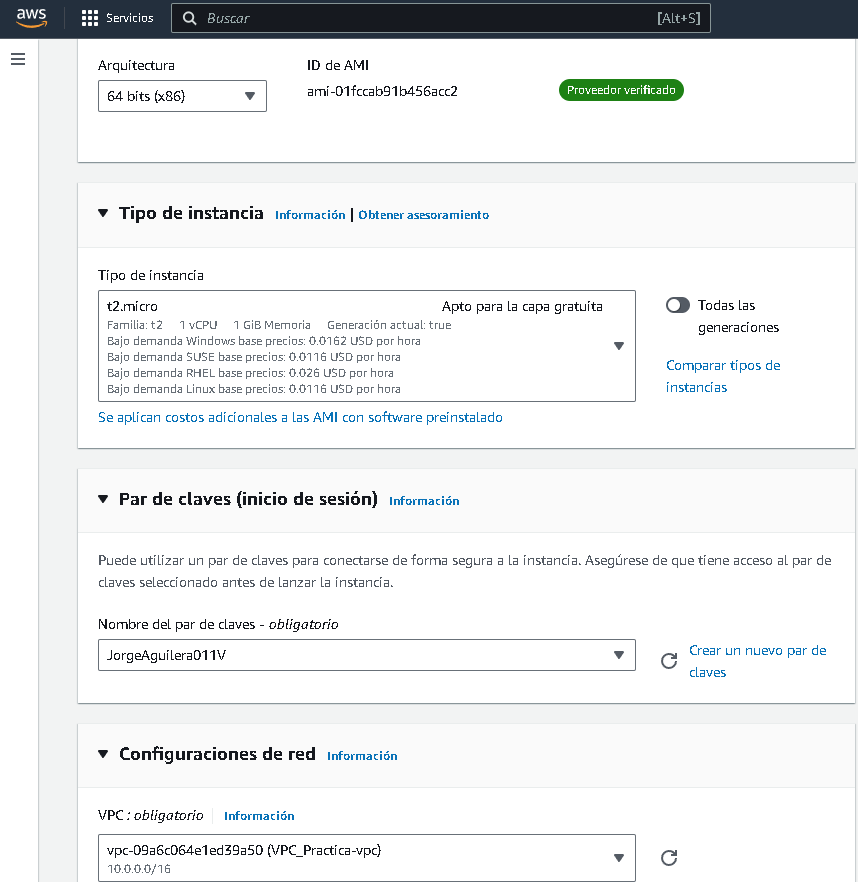 aws
Servicios
Buscar
[Alt+S]
Arquitectura
64 bits (x86)
ID de AMI
ami-01fccab91b456acc2
Proveedor verificado
Tipo de instancia
Información | Obtener asesoramiento
Tipo de instancia
t2.micro
Apto para la capa gratuita
Familia: t2 1 vCPU 1 GiB Memoria Generación actual: true
Bajo demanda Windows base precios: 0.0162 USD por hora
Bajo demanda SUSE base precios: 0.0116 USD por hora
Bajo demanda RHEL base precios: 0.026 USD por hora
Bajo demanda Linux base precios: 0.0116 USD por hora
Todas las
generaciones
Comparar tipos de
instancias
Se aplican costos adicionales a las AMI con software preinstalado
Par de claves (inicio de sesión)
Información
Puede utilizar un par de claves para conectarse de forma segura a la instancia. Asegúrese de que tiene acceso al par de
claves seleccionado antes de lanzar la instancia.
Nombre del par de claves - obligatorio
JorgeAguilera011V
Crear un nuevo par de
claves
Configuraciones de red
Información
VPC : obligatorio
Información
vpc-09a6c064e1ed39a50 (VPC_Practica-vpc)
10.0.0.0/16